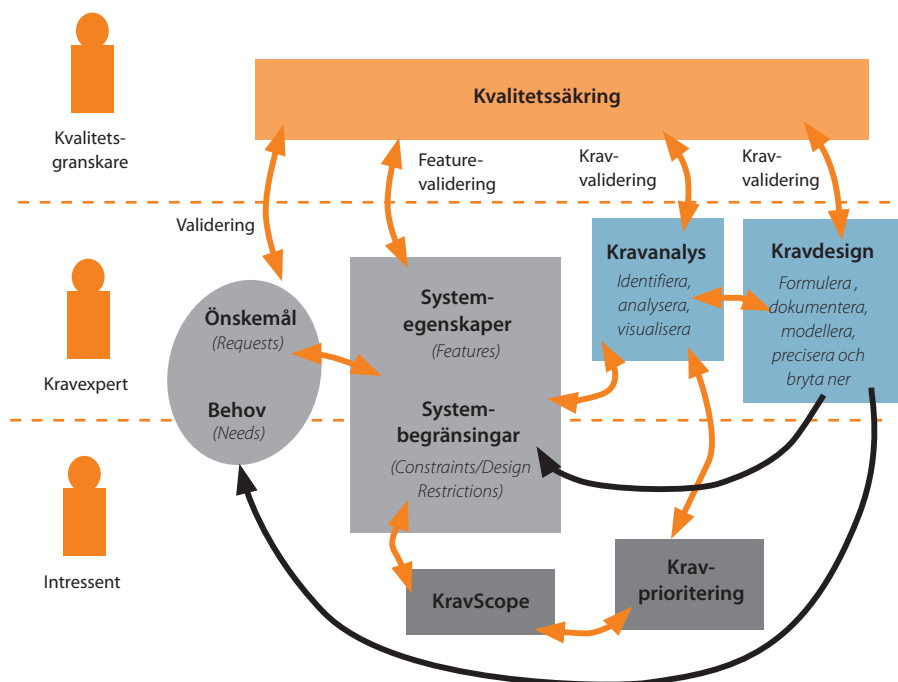 Kvalitetssäkring
Kvalitets-
granskare
Validering
Feature-
validering
Krav-
validering
Krav-
validering
Kravexpert
Önskemål
(Requests)
Behov
(Needs)
System-
egenskaper
(Features)
System-
begränsingar
(Constraints/Design
Restrictions)
Kravanalys
Identifiera,
analysera,
visualisera
Kravdesign
Formulera ,
dokumentera,
modellera,
precisera och
bryta ner
Intressent
KravScope
Krav-
prioritering